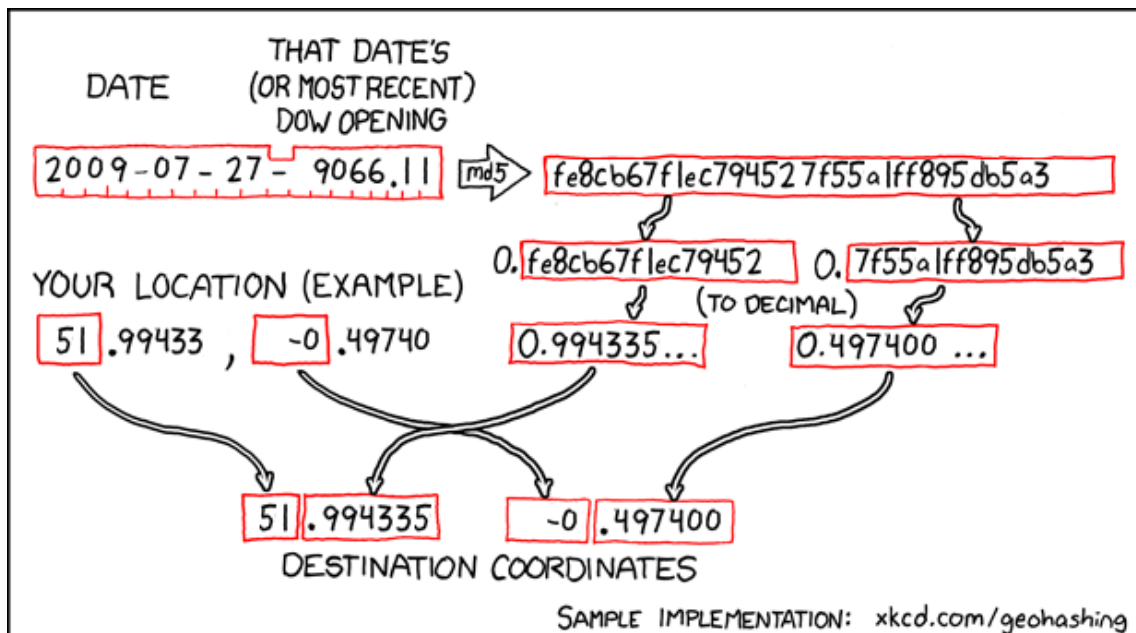 DATE
THAT DATE'S
(OR MOST RECENT)
DOW OPENING
2009-07-27-9066.11
md5
fe8cb67f1ec794527f55a1ff895db5a3
0.fe8cb67f1ec79452
0.7f55a1ff895db5a3
(TO DECIMAL)
YOUR LOCATION (EXAMPLE)
51.99433, -0.49740
0.994335...
0.497400 ...
51.994335
-0.497400
DESTINATION COORDINATES
SAMPLE IMPLEMENTATION: xkcd.com/geohashing